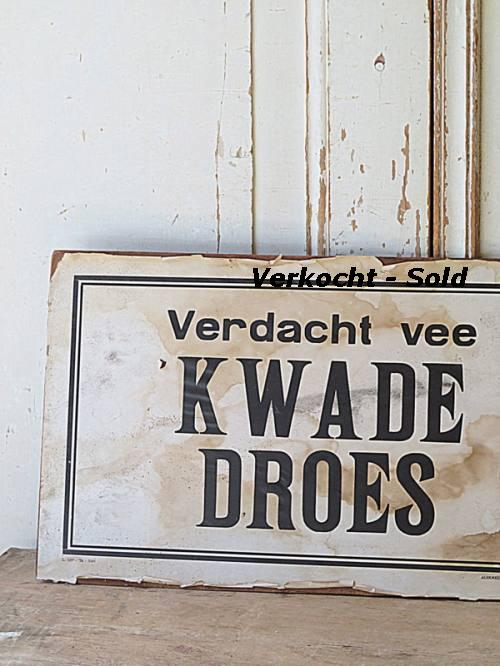 Verkocht - Sold
Verdacht vee
KWADE
DROES